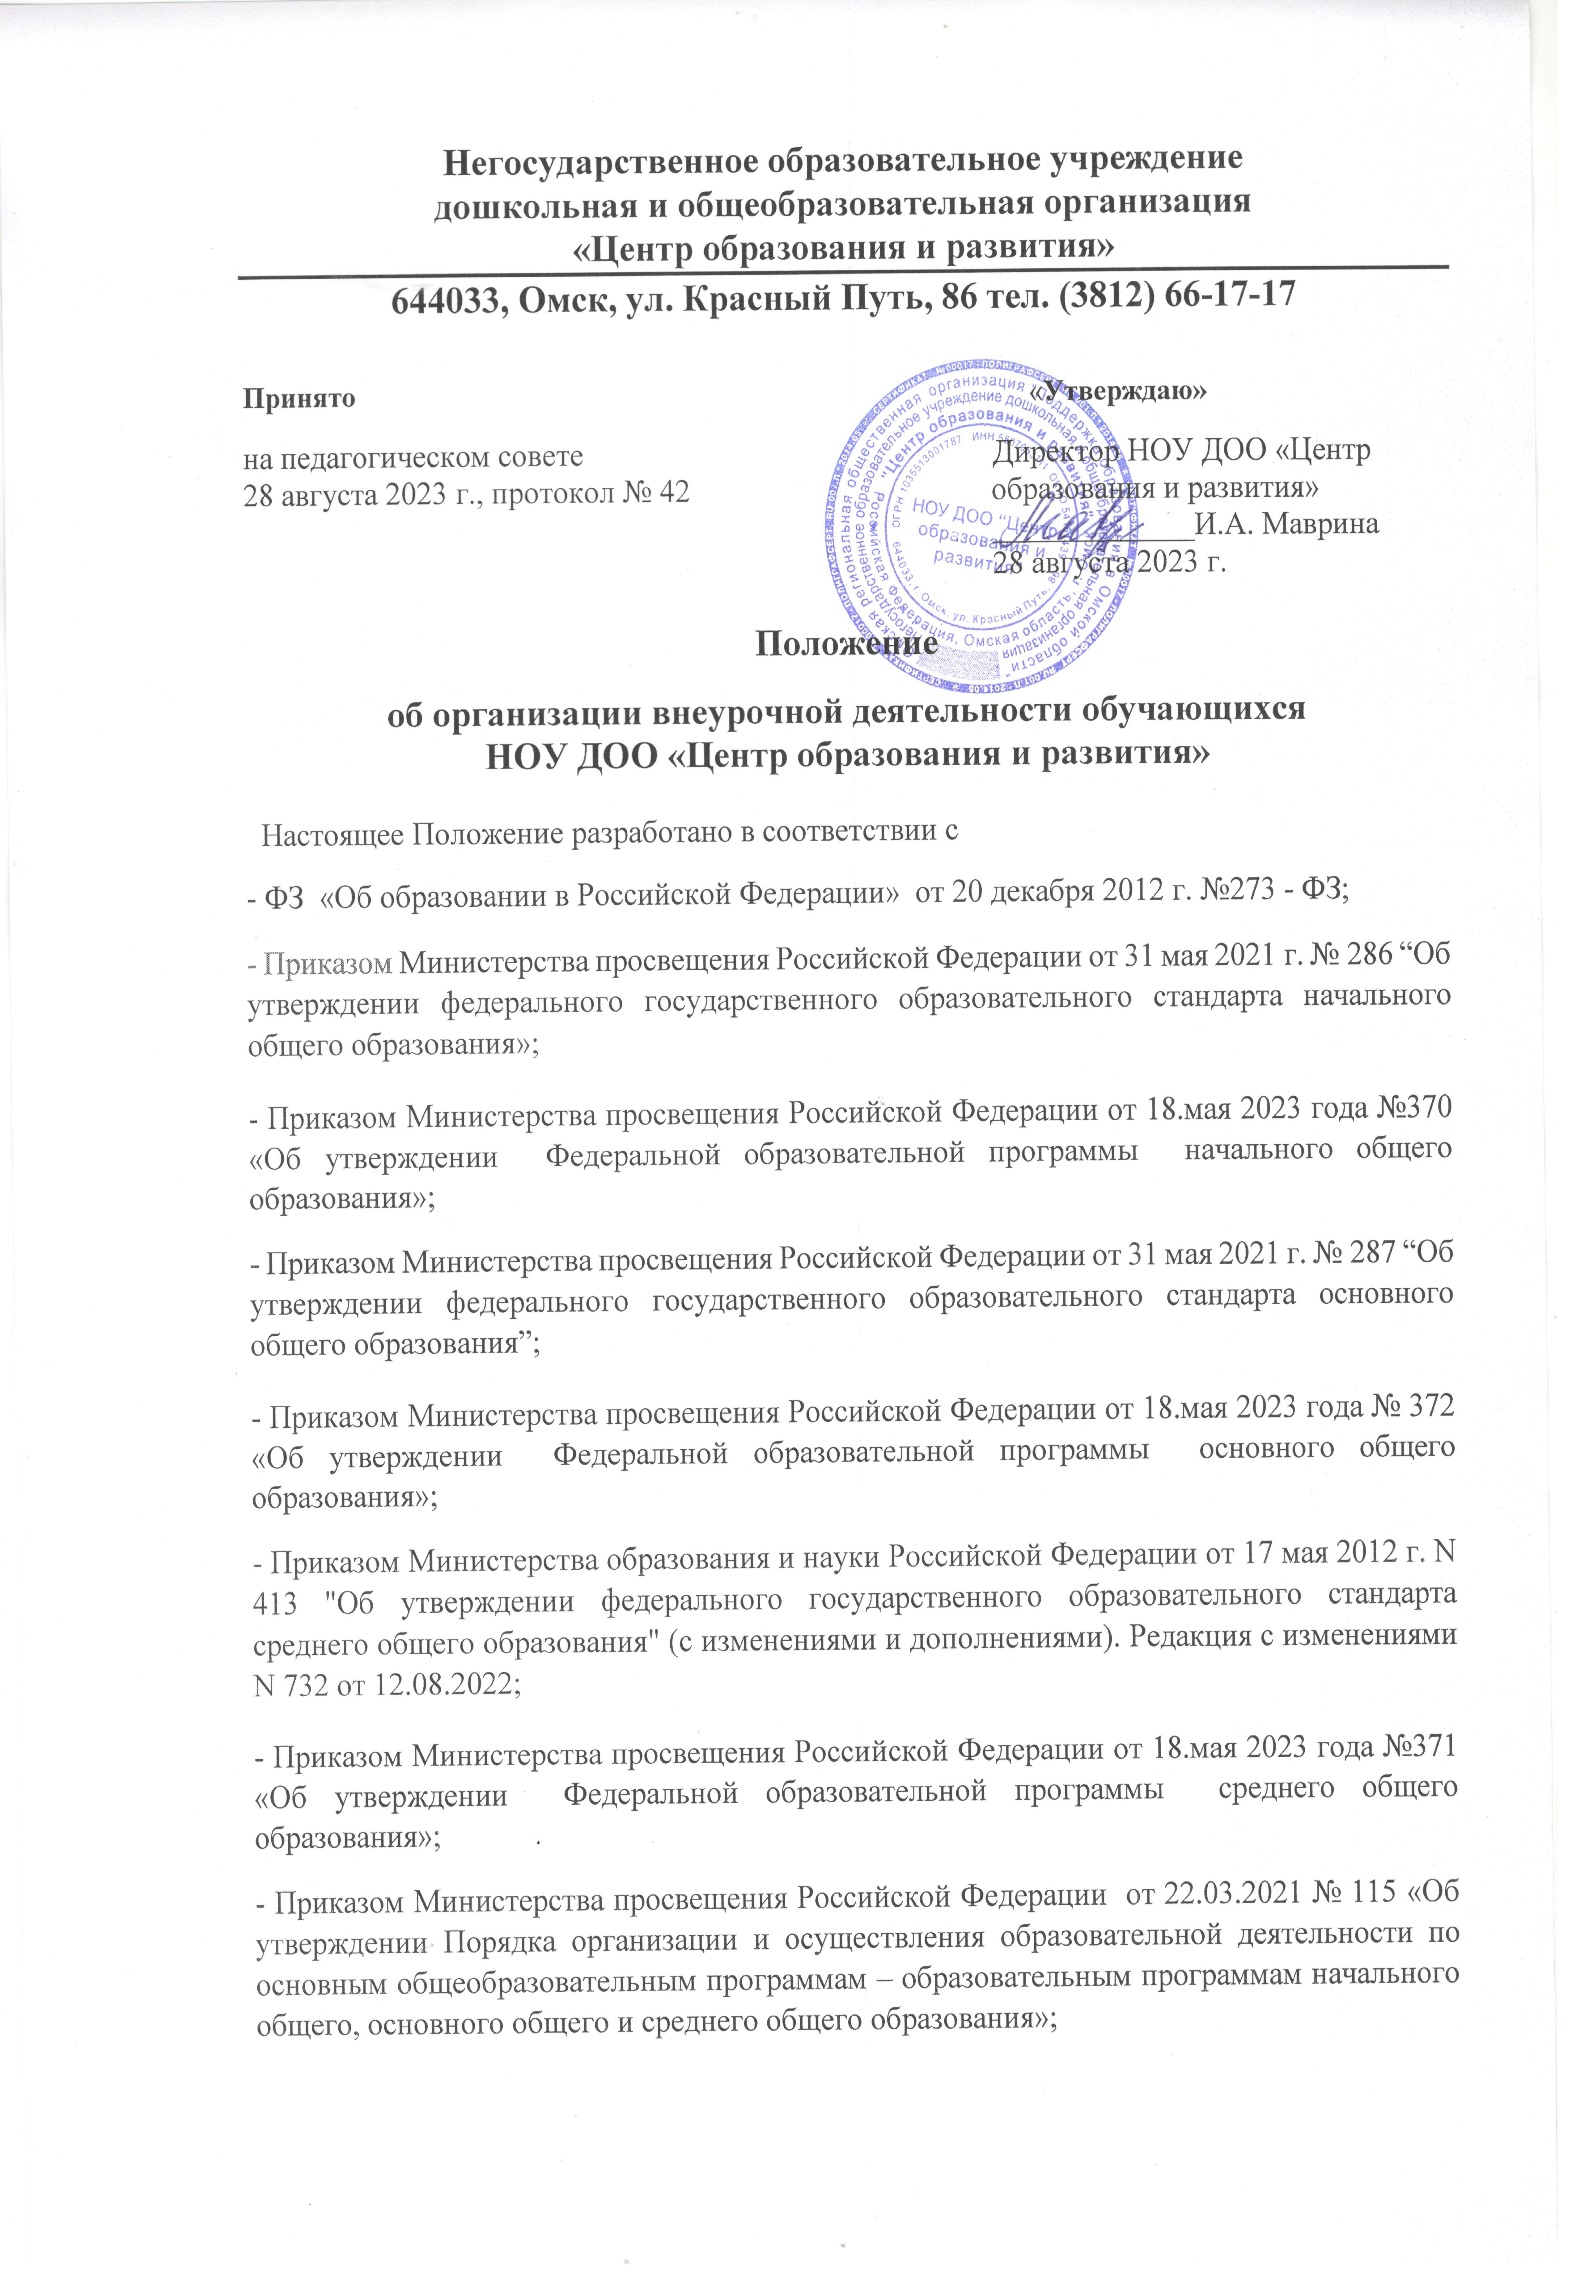 Негосударственное образовательное учреждение
дошкольная и общеобразовательная организация
«Центр образования и развития»
644033, Омск, ул. Красный Путь, 86 тел. (3812) 66-17-17
Принято
на педагогическом совете
28 августа 2023 г., протокол № 42
«Утверждаю»
Директор НОУ ДОО «Центр
образования и развития»
И.А. Маврина
28 августа 2023 г.
НОУ ДОО "Центр
образования и
развития"
Положение
об организации внеурочной деятельности обучающихся
НОУ ДОО «Центр образования и развития»
Настоящее Положение разработано в соответствии с
- ФЗ «Об образовании в Российской Федерации» от 20 декабря 2012 г. №273 - ФЗ;
- Приказом Министерства просвещения Российской Федерации от 31 мая 2021 г. № 286 “Об
утверждении федерального государственного образовательного стандарта начального
общего образования»;
- Приказом Министерства просвещения Российской Федерации от 18.мая 2023 года №370
«Об утверждении Федеральной образовательной программы начального общего
образования»;
- Приказом Министерства просвещения Российской Федерации от 31 мая 2021 г. № 287 “Об
утверждении федерального государственного образовательного стандарта основного
общего образования”;
- Приказом Министерства просвещения Российской Федерации от 18.мая 2023 года № 372
«Об утверждении Федеральной образовательной программы основного общего
образования»;
- Приказом Министерства образования и науки Российской Федерации от 17 мая 2012 г. N
413 "Об утверждении федерального государственного образовательного стандарта
среднего общего образования" (с изменениями и дополнениями). Редакция с изменениями
N 732 от 12.08.2022;
- Приказом Министерства просвещения Российской Федерации от 18.мая 2023 года №371
«Об утверждении Федеральной образовательной программы среднего общего
образования»;
- Приказом Министерства просвещения Российской Федерации от 22.03.2021 № 115 «Об
утверждении Порядка организации и осуществления образовательной деятельности по
основным общеобразовательным программам – образовательным программам начального
общего, основного общего и среднего общего образования»;